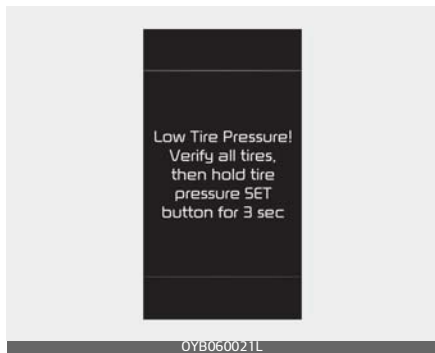 Low Tire Pressure!
Verify all tires,
then hold tire
pressure SET
button for 3 sec
OYB060021L